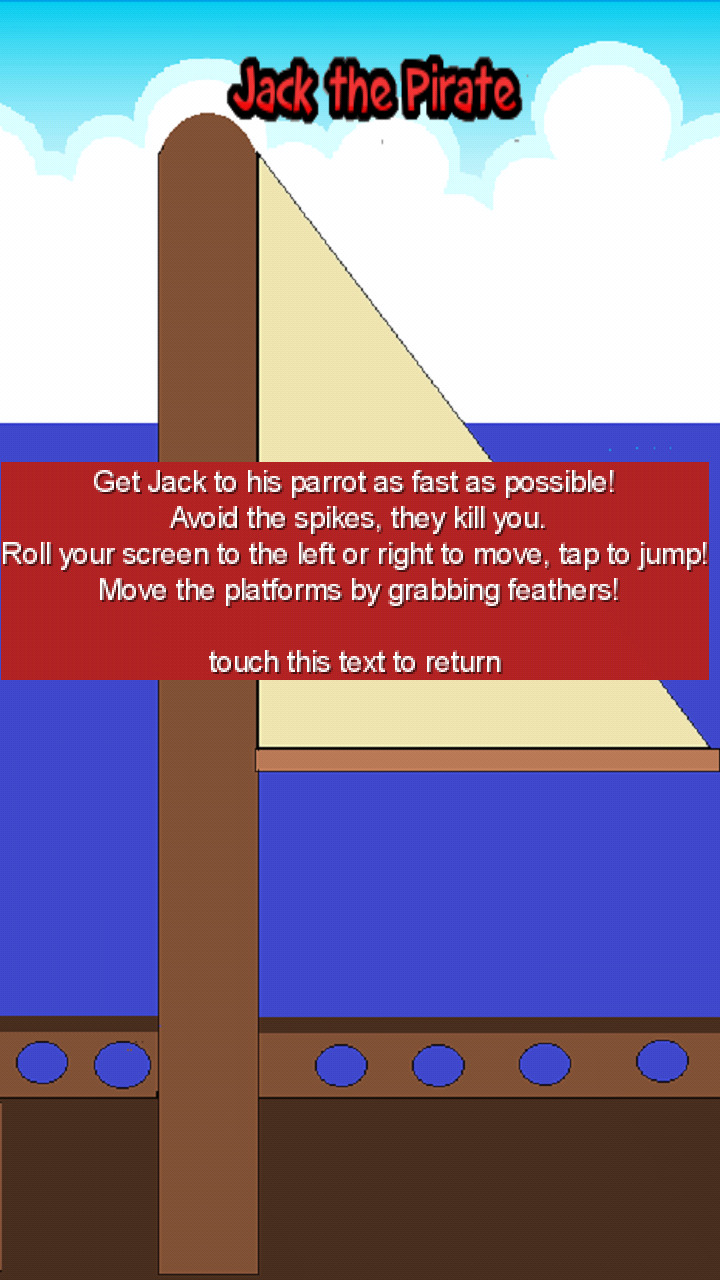 Jack the Pirate
Get Jack to his parrot as fast as possible!
Avoid the spikes, they kill you.
Roll your screen to the left or right to move, tap to jump!
Move the platforms by grabbing feathers!
touch this text to return